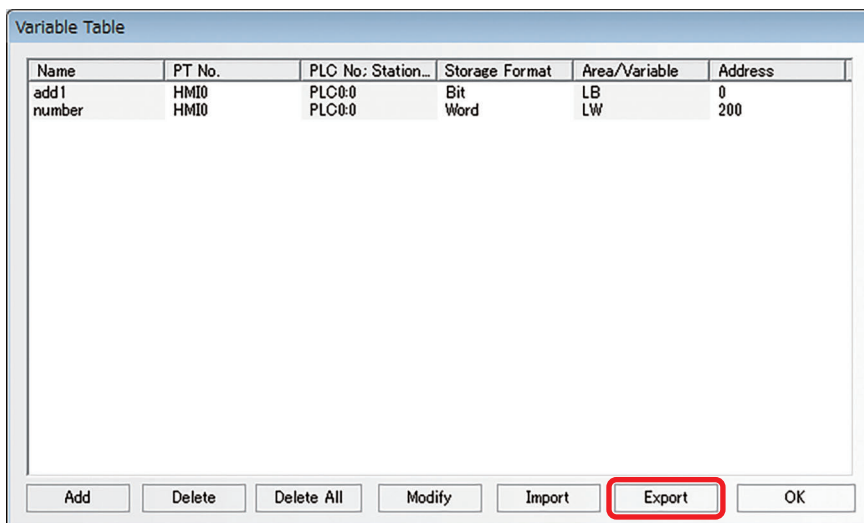 Variable Table
Name PT No. PLC No; Station... Storage Format Area/Variable Address
add1 HMI0 PLC0:0 Bit LB 0
number HMI0 PLC0:0 Word LW 200
Add Delete Delete All Modify Import Export OK